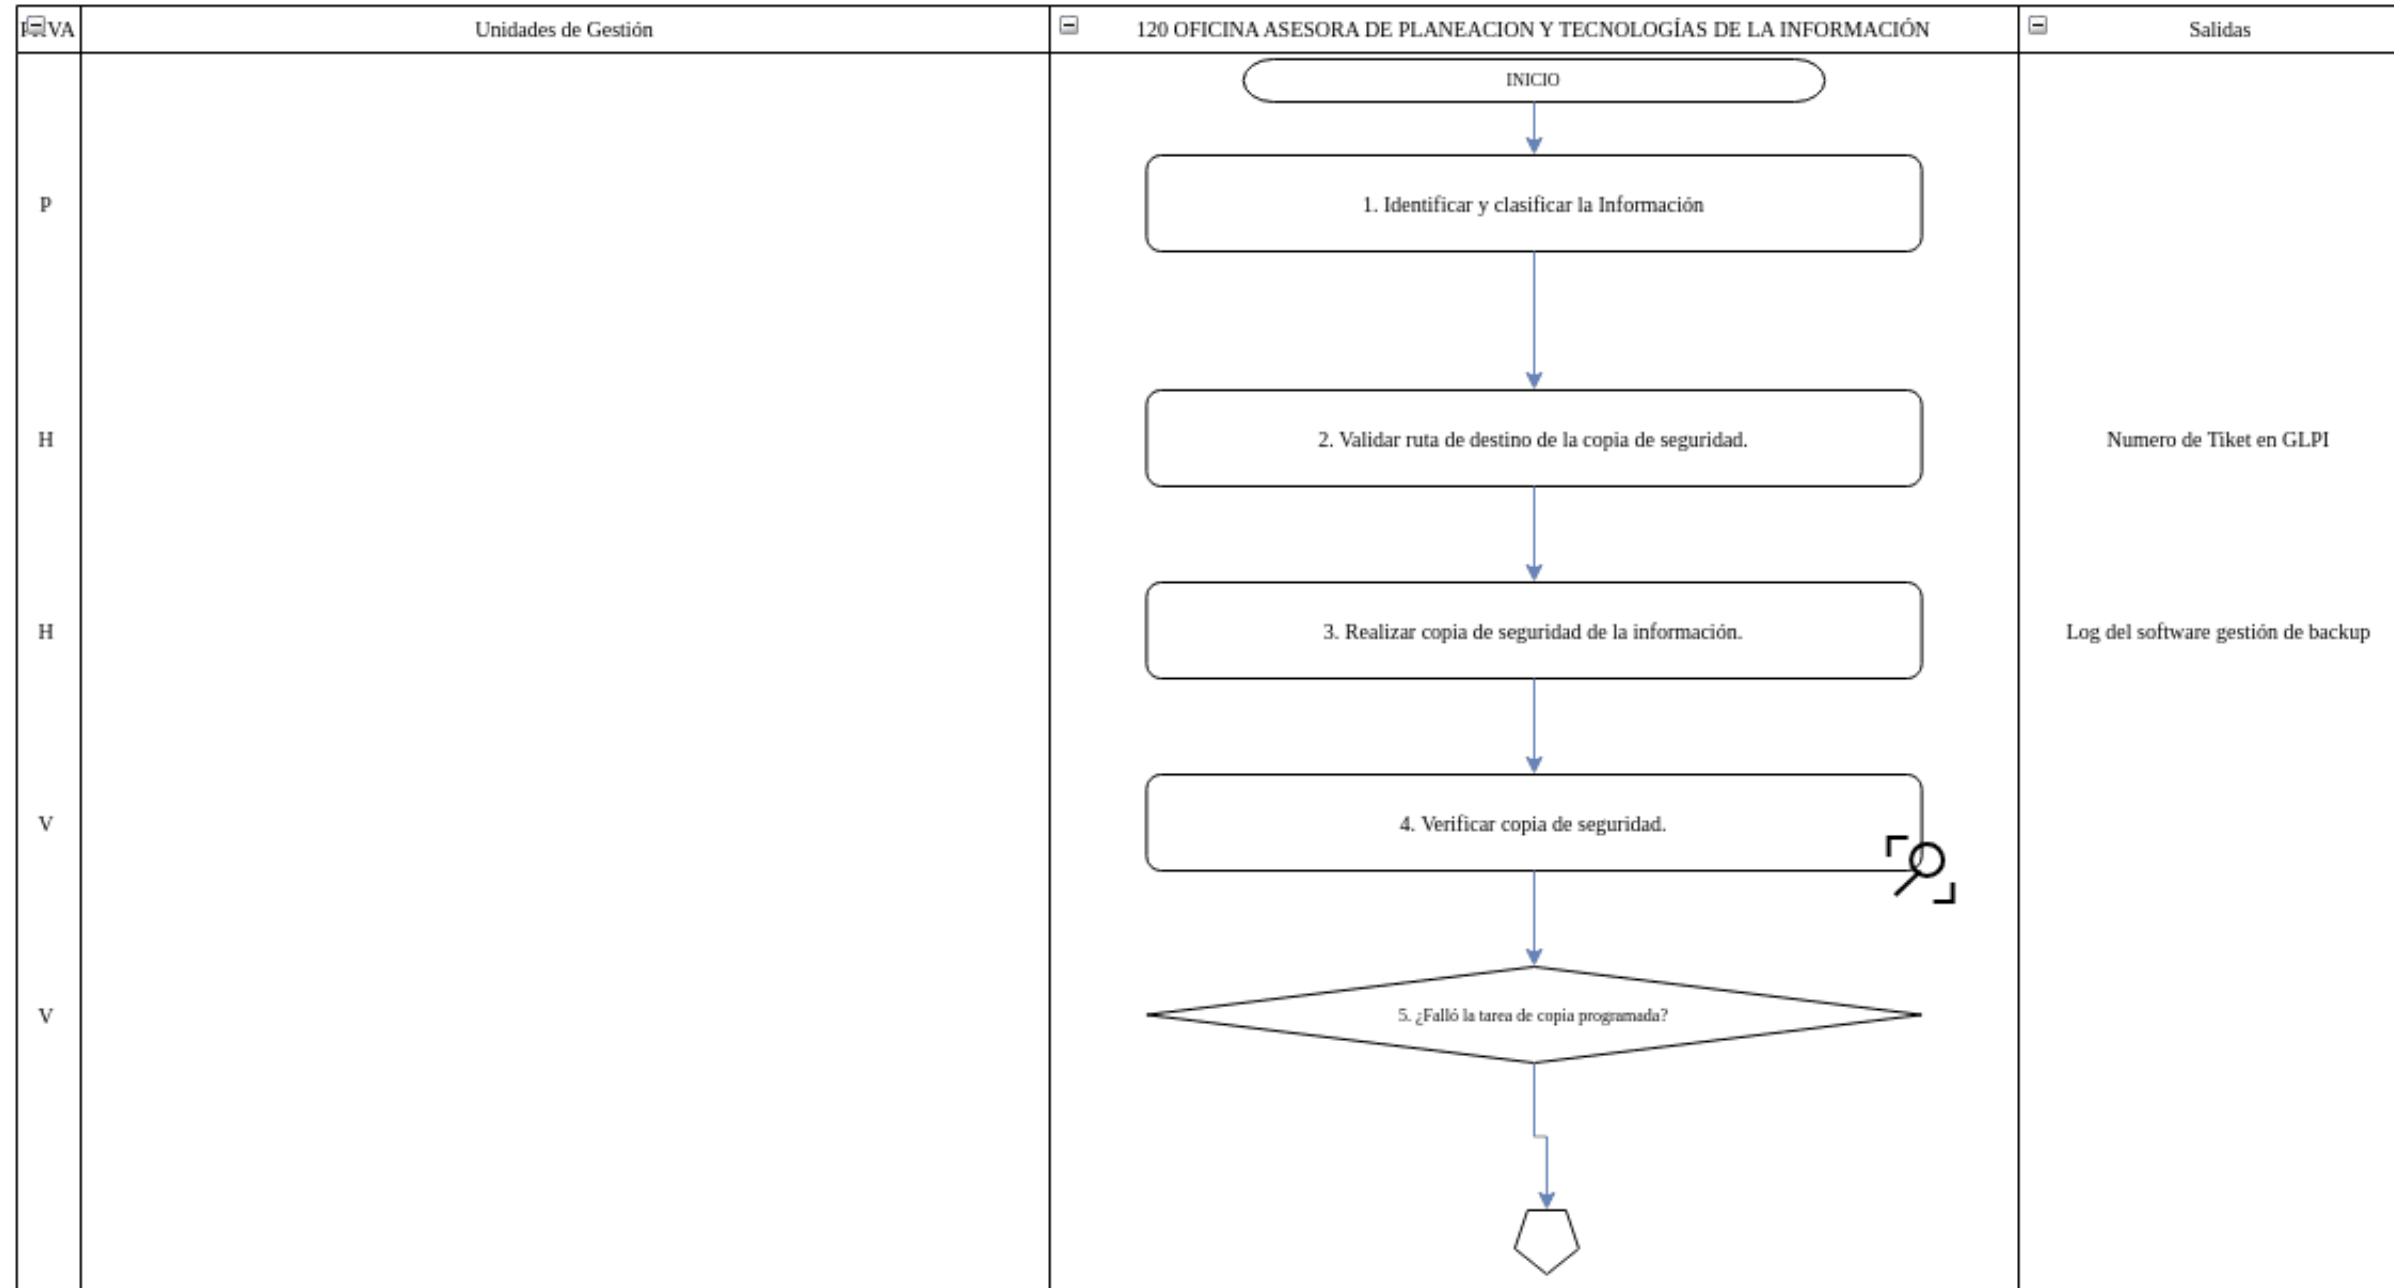 VA
Unidades de Gestión
120 OFICINA ASESORA DE PLANEACION Y TECNOLOGÍAS DE LA INFORMACIÓN
Salidas
INICIO
P
1. Identificar y clasificar la Información
H
2. Validar ruta de destino de la copia de seguridad.
Numero de Tiket en GLPI
H
3. Realizar copia de seguridad de la información.
Log del software gestión de backup
V
4. Verificar copia de seguridad.
V
5. ¿Falló la tarea de copia programada?